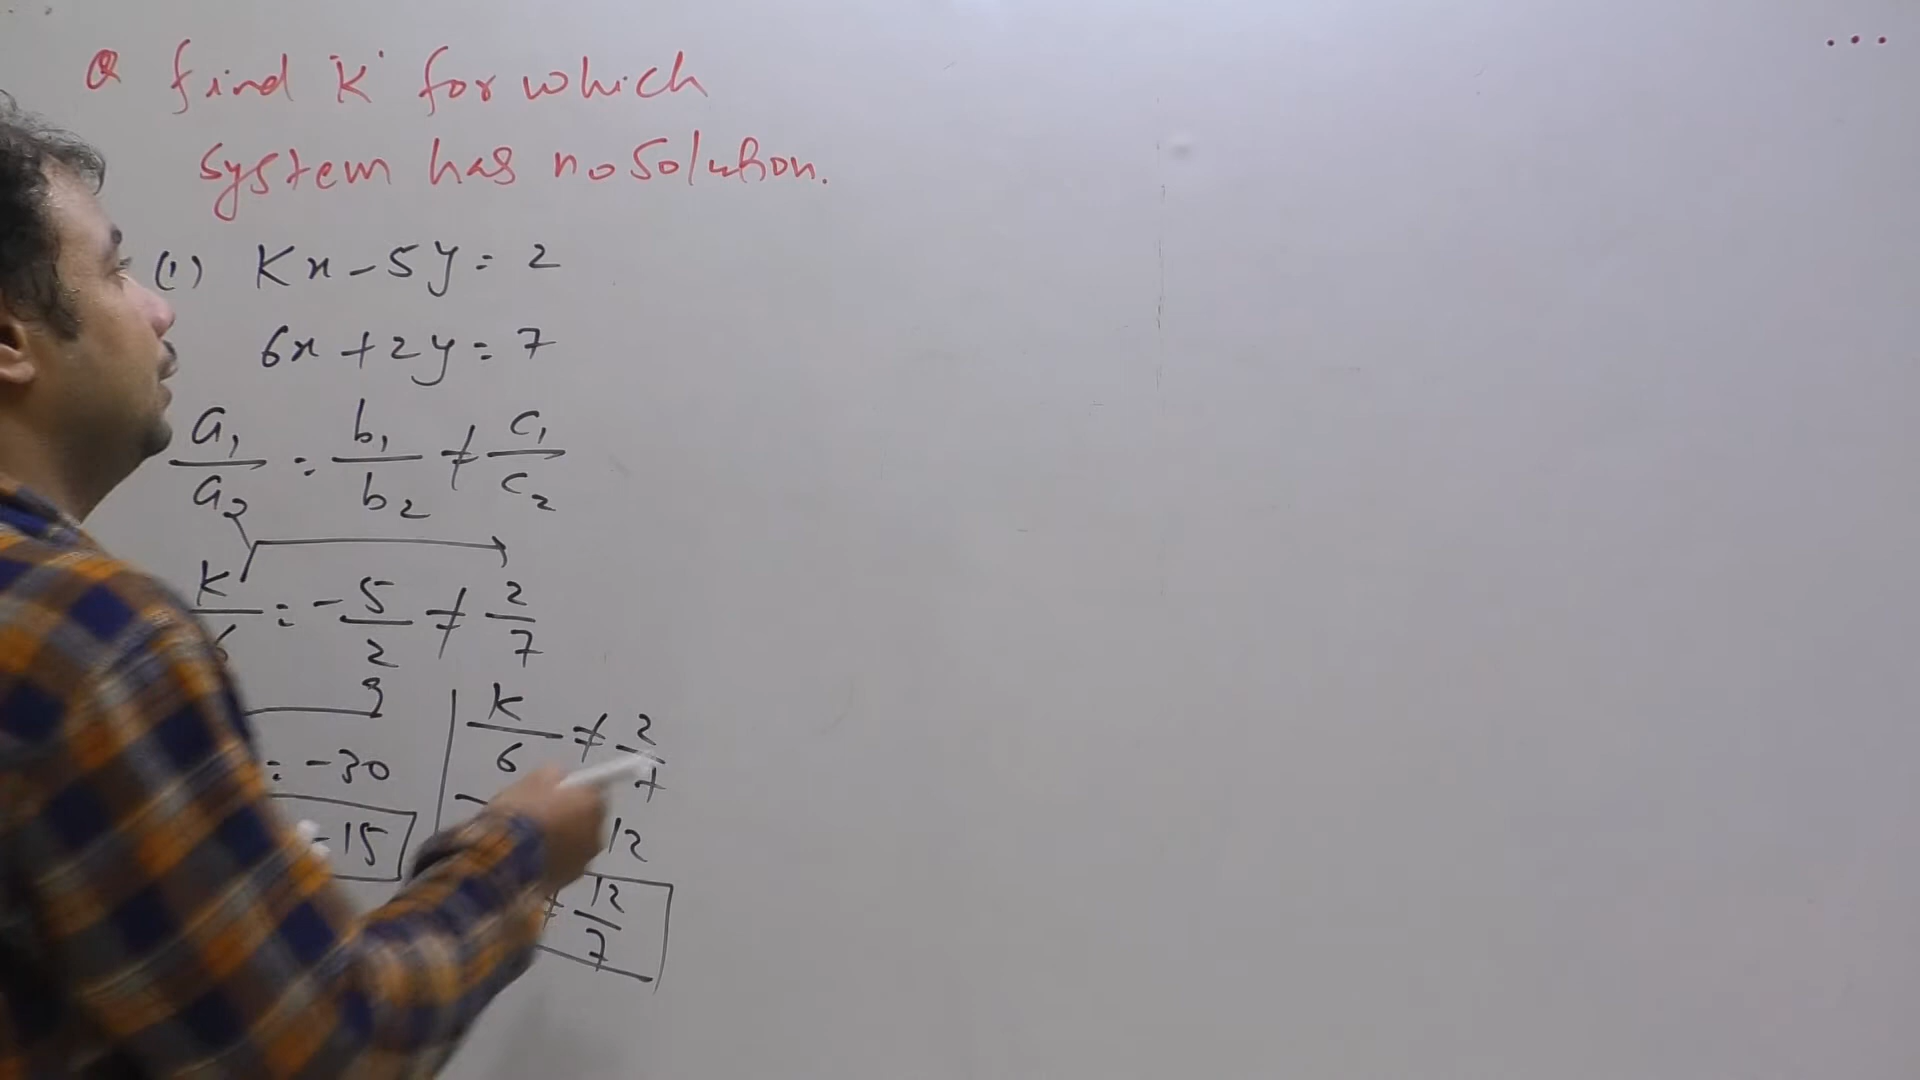 Q find 'K' for which
system has no solution.
(1) Kx - 5y = 2
6x + 2y = 7
a₁/a₂ = b₁/b₂ ≠ c₁/c₂
K/6 = -5/2 ≠ 2/7
= -30
-15
K/6 ≠ 2/7
12
≠ 12/7